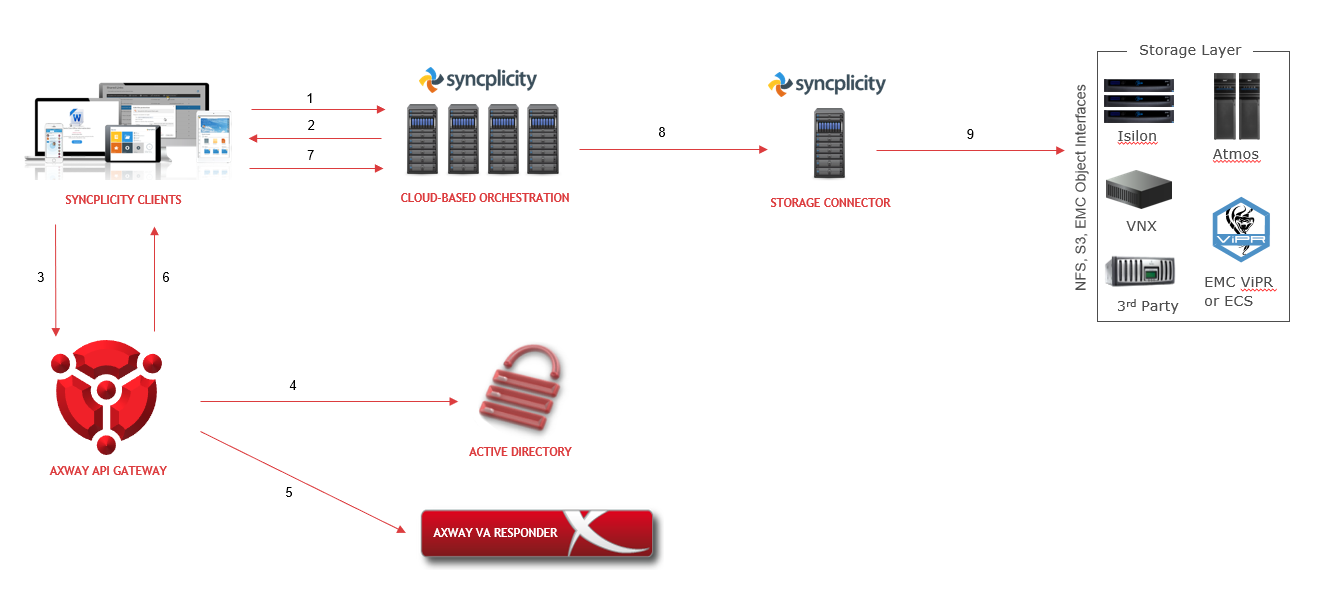 Storage Layer
syncplicity
syncplicity
1
2
7
8
9
W
NFS, S3, EMC Object Interfaces
Isilon
Atmos
SYNCPLICITY CLIENTS
CLOUD-BASED ORCHESTRATION
STORAGE CONNECTOR
VNX
ViPR
EMC ViPR
or ECS
3rd Party
3
6
4
AXWAY API GATEWAY
ACTIVE DIRECTORY
5
AXWAY VA RESPONDER